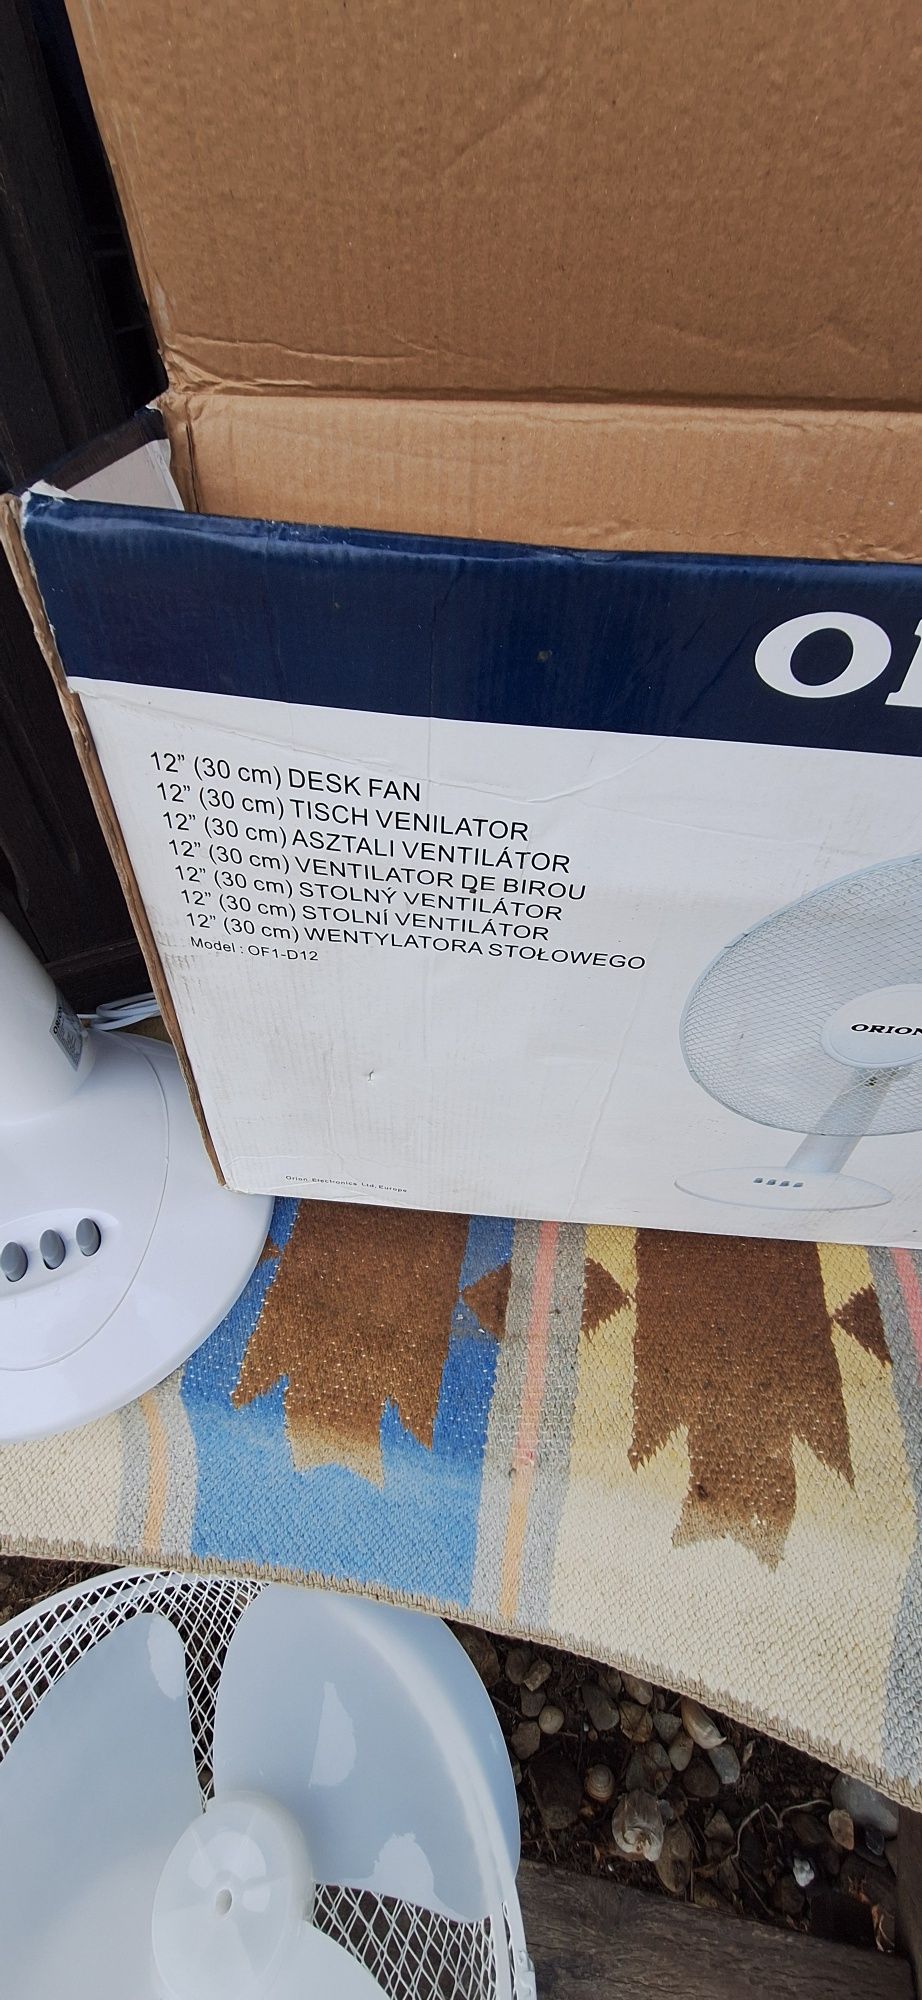 12" (30 cm) DESK FAN
12" (30 cm) TISCH VENILATOR
12" (30 cm) ASZTALI VENTILÁTOR
12" (30 cm) VENTILATOR DE BIROU
12" (30 cm) STOLNÝ VENTILÁTOR
12" (30 cm) STOLNÍ VENTILÁTOR
12" (30 cm) WENTYLATORA STOŁOWEGO
Model : OF1-D12
ORION
Orion Electronics Ltd, Europe
ORION